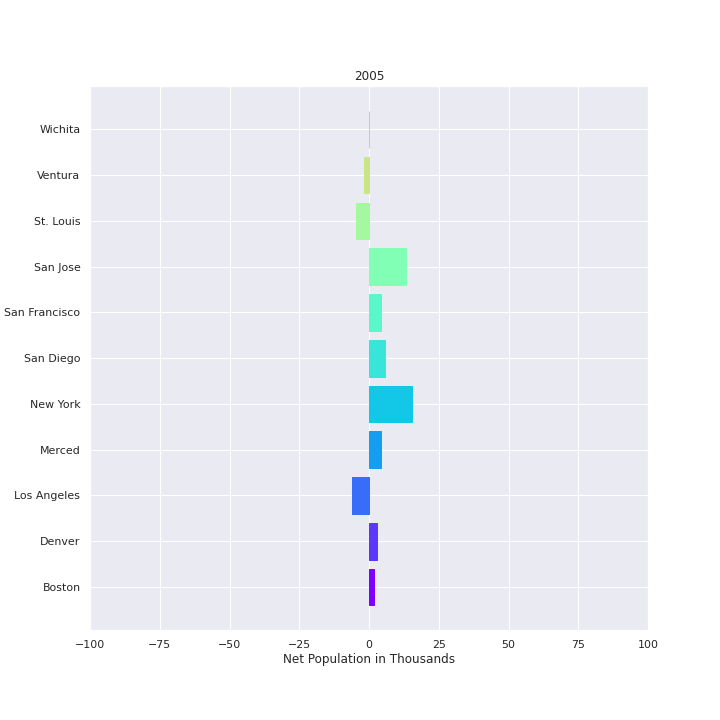 2005
Wichita
Ventura
St. Louis
San Jose
San Francisco
San Diego
New York
Merced
Los Angeles
Denver
Boston
−100 −75 −50 −25 0 25 50 75 100
Net Population in Thousands